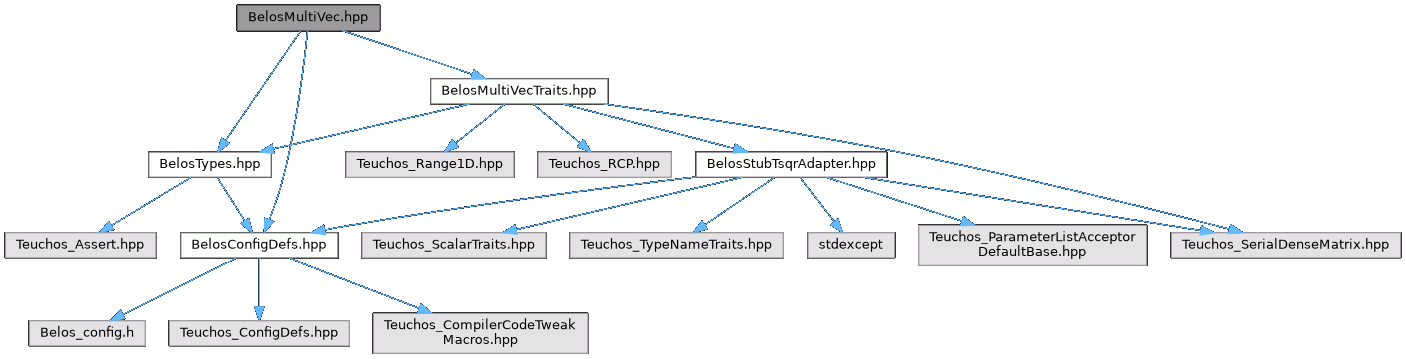 BelosMultiVec.hpp
BelosMultiVecTraits.hpp
BelosTypes.hpp
Teuchos_Range1D.hpp
Teuchos_RCP.hpp
BelosStubTsqrAdapter.hpp
Teuchos_Assert.hpp
BelosConfigDefs.hpp
Teuchos_ScalarTraits.hpp
Teuchos_TypeNameTraits.hpp
stdexcept
Teuchos_ParameterListAcceptor
DefaultBase.hpp
Teuchos_SerialDenseMatrix.hpp
Belos_config.h
Teuchos_ConfigDefs.hpp
Teuchos_CompilerCodeTweak
Macros.hpp